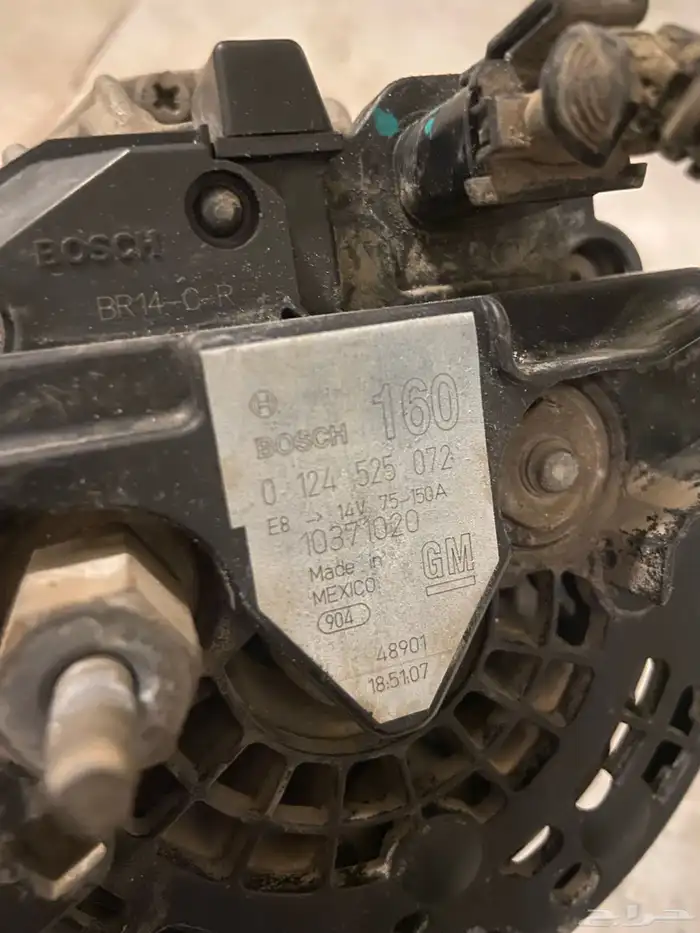 BOSCH
BR14-C-R
BOSCH 160
0 124 525 072
E8 → 14V 75-150A
10371020
Made in
MEXICO
GM
904
48901
18:51:07
حراج